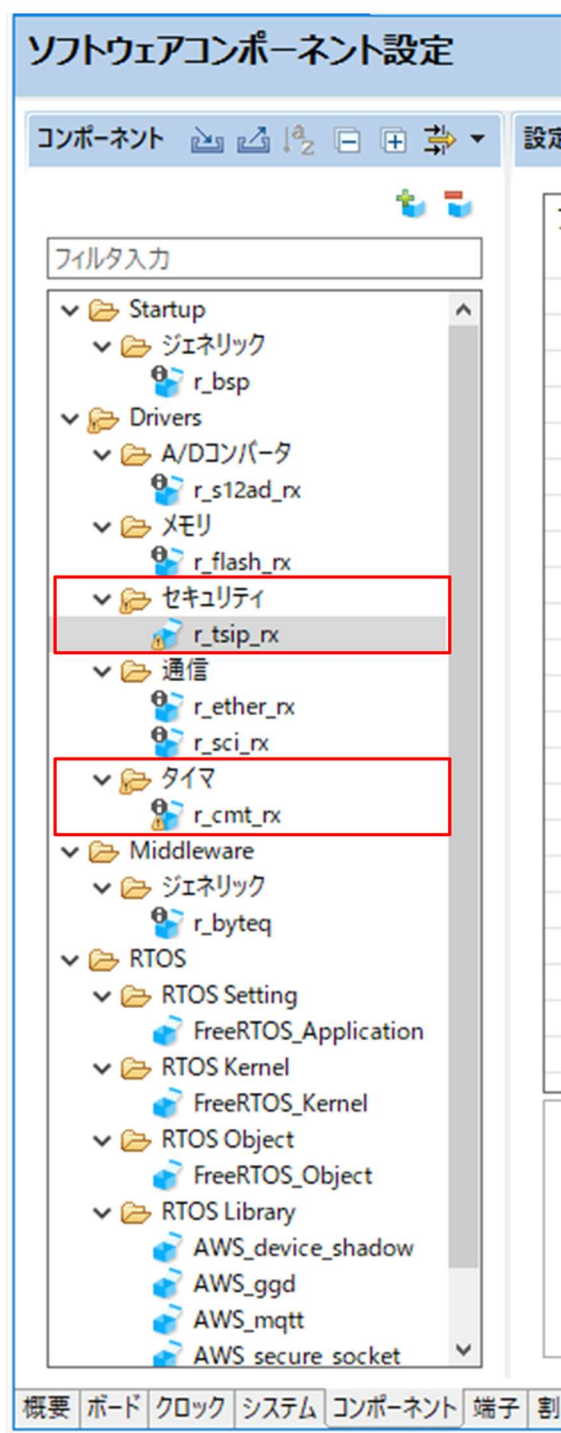 ソフトウェアコンポーネント設定
コンポーネント
設定
フィルタ入力
Startup
ジェネリック
r_bsp
Drivers
A/Dコンバータ
r_s12ad_rx
メモリ
r_flash_rx
セキュリティ
r_tsip_rx
通信
r_ether_rx
r_sci_rx
タイマ
r_cmt_rx
Middleware
ジェネリック
r_byteq
RTOS
RTOS Setting
FreeRTOS_Application
RTOS Kernel
FreeRTOS_Kernel
RTOS Object
FreeRTOS_Object
RTOS Library
AWS_device_shadow
AWS_ggd
AWS_mqtt
AWS_secure_socket
概要 ボード クロック システム コンポーネント 端子 割